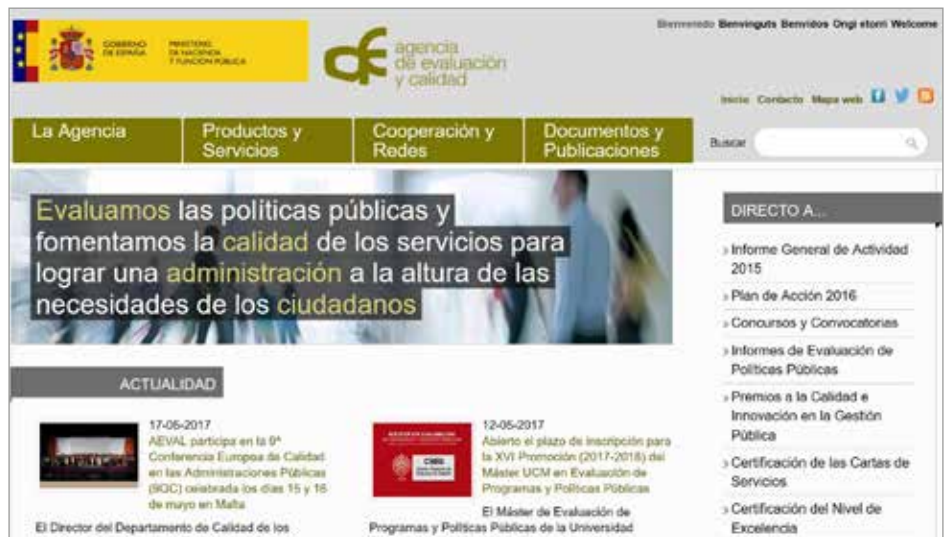 Bienvenido Benvinguts Benvidos Ongi etorri Welcome
GOBIERNO
DE ESPAÑA
MINISTERIO
DE HACIENDA
Y FUNCIÓN PÚBLICA
agencia
de evaluación
y calidad
Inicio Contacto Mapa web
La Agencia
Productos y
Servicios
Cooperación y
Redes
Documentos y
Publicaciones
Buscar
Evaluamos las políticas públicas y
fomentamos la calidad de los servicios para
lograr una administración a la altura de las
necesidades de los ciudadanos
DIRECTO A...
» Informe General de Actividad
2015
» Plan de Acción 2016
» Concursos y Convocatorias
» Informes de Evaluación de
Políticas Públicas
» Premios a la Calidad e
Innovación en la Gestión
Pública
» Certificación de las Cartas de
Servicios
» Certificación del Nivel de
Excelencia
ACTUALIDAD
17-05-2017
AEVAL participa en la 9ª
Conferencia Europea de Calidad
en las Administraciones Públicas
(9QC) celebrada los días 15 y 16
de mayo en Malta
El Director del Departamento de Calidad de los
12-05-2017
Abierto el plazo de inscripción para
la XVI Promoción (2017-2018) del
Máster UCM en Evaluación de
Programas y Políticas Públicas
El Máster de Evaluación de
Programas y Políticas Públicas de la Universidad